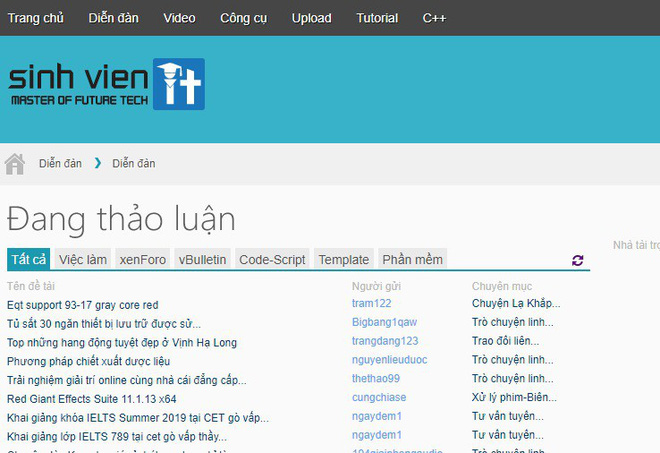 Trang chủ Diễn đàn Video Công cụ Upload Tutorial C++
sinh vien it
MASTER OF FUTURE TECH
Diễn đàn Diễn đàn
Đang thảo luận
Nhà tài trợ
Tất cả Việc làm xenForo vBulletin Code-Script Template Phần mềm
Tên đề tài Người gửi Chuyên mục
Eqt support 93-17 gray core red tram122 Chuyện Lạ Khắp...
Tủ sắt 30 ngăn thiết bị lưu trữ được sử... Bigbang1qaw Trò chuyện linh...
Top những hang động tuyệt đẹp ở Vịnh Hạ Long trangdang123 Trao đổi liên...
Phương pháp chiết xuất dược liệu nguyenlieuduoc Trò chuyện linh...
Trải nghiệm giải trí online cùng nhà cái đẳng cấp... thethao99 Trò chuyện linh...
Red Giant Effects Suite 11.1.13 x64 cungchiase Xử lý phim-Biên...
Khai giảng khóa IELTS Summer 2019 tại CET gò vấp... ngaydem1 Tư vấn tuyên...
Khai giảng lớp IELTS 789 tại cet gò vấp thầy... ngaydem1 Tư vấn tuyên...
Trò chuyện linh...